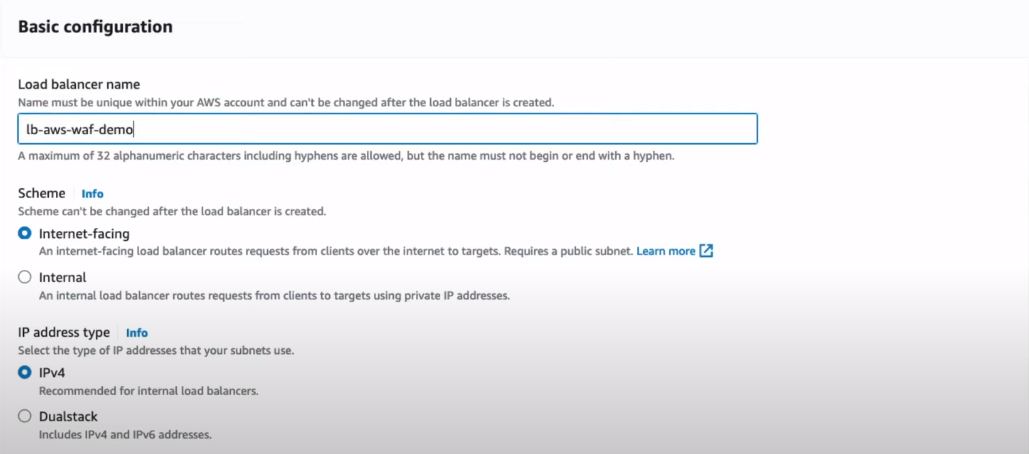 Basic configuration
Load balancer name
Name must be unique within your AWS account and can't be changed after the load balancer is created.
lb-aws-waf-demo
A maximum of 32 alphanumeric characters including hyphens are allowed, but the name must not begin or end with a hyphen.
Scheme Info
Scheme can't be changed after the load balancer is created.
Internet-facing
An internet-facing load balancer routes requests from clients over the internet to targets. Requires a public subnet. Learn more
Internal
An internal load balancer routes requests from clients to targets using private IP addresses.
IP address type Info
Select the type of IP addresses that your subnets use.
IPv4
Recommended for internal load balancers.
Dualstack
Includes IPv4 and IPv6 addresses.